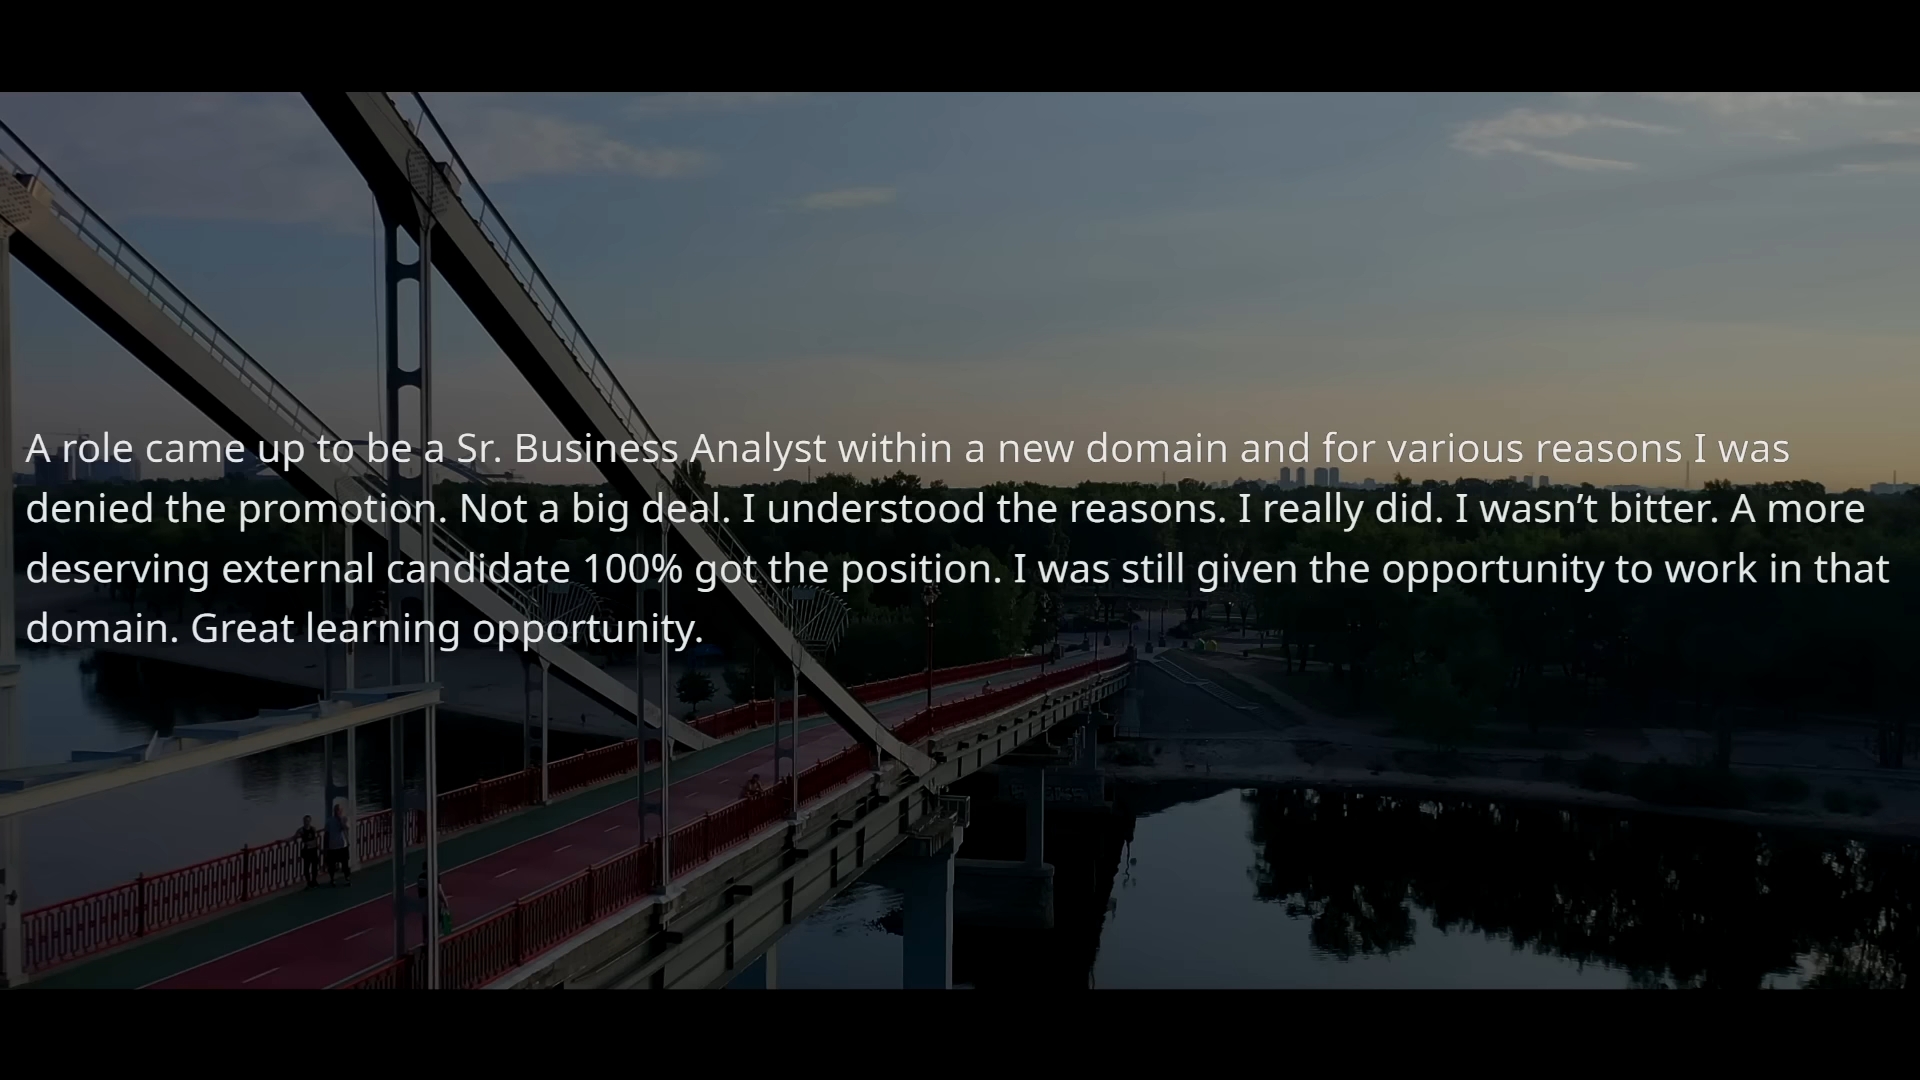 A role came up to be a Sr. Business Analyst within a new domain and for various reasons I was
denied the promotion. Not a big deal. I understood the reasons. I really did. I wasn’t bitter. A more
deserving external candidate 100% got the position. I was still given the opportunity to work in that
domain. Great learning opportunity.